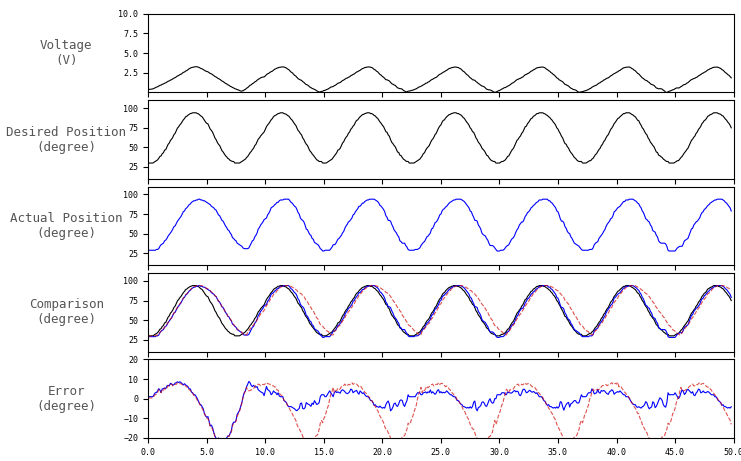 10.0
Voltage
(V)
7.5
5.0
2.5
Desired Position
(degree)
100
75
50
25
Actual Position
(degree)
100
75
50
25
Comparison
(degree)
100
75
50
25
Error
(degree)
20
10
0
−10
−20
0.0 5.0 10.0 15.0 20.0 25.0 30.0 35.0 40.0 45.0 50.0